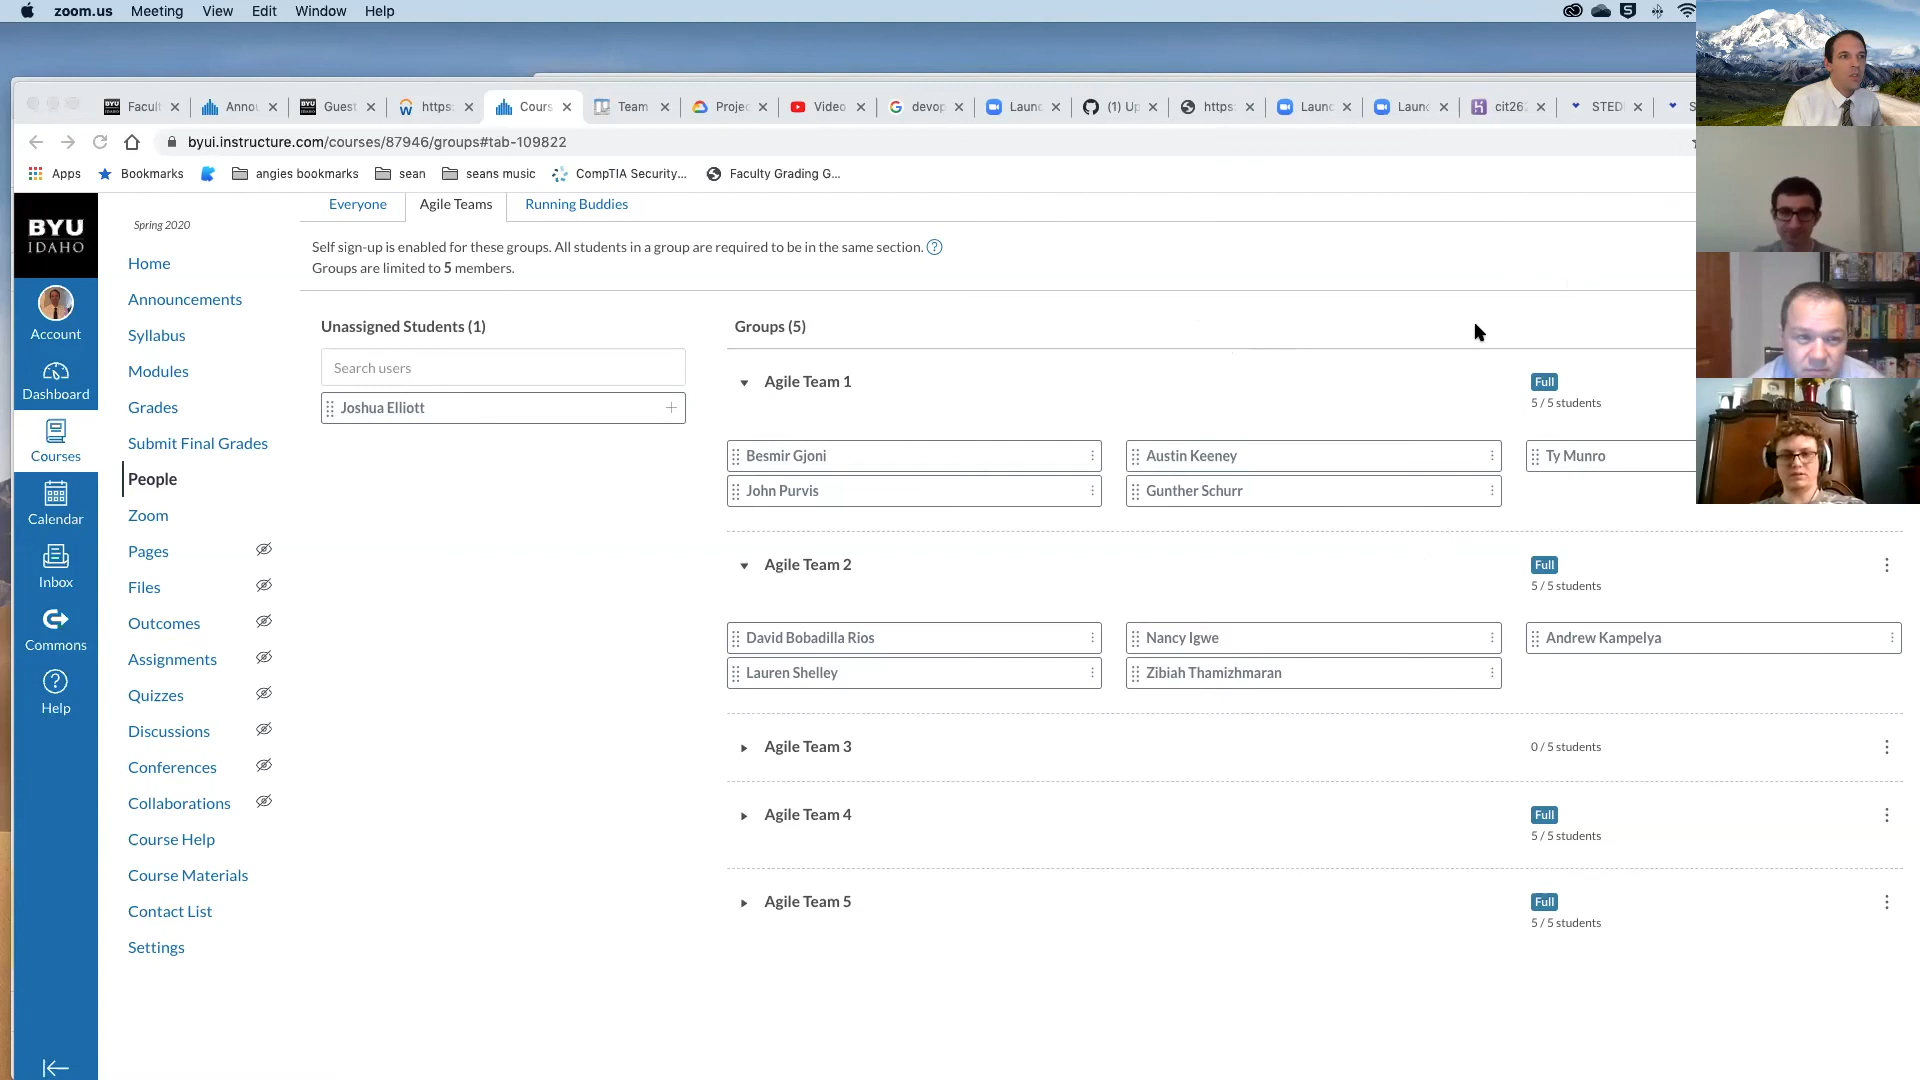 zoom.us Meeting View Edit Window Help
Facult Annou Guest https: Cours Team Projec Video devop Launc (1) Up https: Launc Launc cit262 STED S
byui.instructure.com/courses/87946/groups#tab-109822
Apps Bookmarks angies bookmarks sean seans music CompTIA Security... Faculty Grading G...
BYU
IDAHO
Account
Dashboard
Courses
Calendar
Inbox
Commons
Help
Spring 2020
Home
Announcements
Syllabus
Modules
Grades
Submit Final Grades
People
Zoom
Pages
Files
Outcomes
Assignments
Quizzes
Discussions
Conferences
Collaborations
Course Help
Course Materials
Contact List
Settings
Everyone Agile Teams Running Buddies
Self sign-up is enabled for these groups. All students in a group are required to be in the same section.
Groups are limited to 5 members.
Unassigned Students (1)
Search users
Joshua Elliott
Groups (5)
Agile Team 1 Full
5 / 5 students
Besmir Gjoni Austin Keeney Ty Munro
John Purvis Gunther Schurr
Agile Team 2 Full
5 / 5 students
David Bobadilla Rios Nancy Igwe Andrew Kampelya
Lauren Shelley Zibiah Thamizhmaran
Agile Team 3 0 / 5 students
Agile Team 4 Full
5 / 5 students
Agile Team 5 Full
5 / 5 students